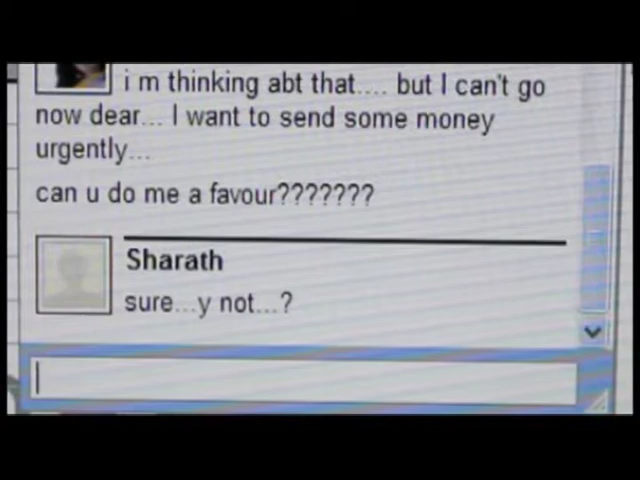 i m thinking abt that.... but I can't go
now dear... I want to send some money
urgently...
can u do me a favour???????
Sharath
sure...y not...?